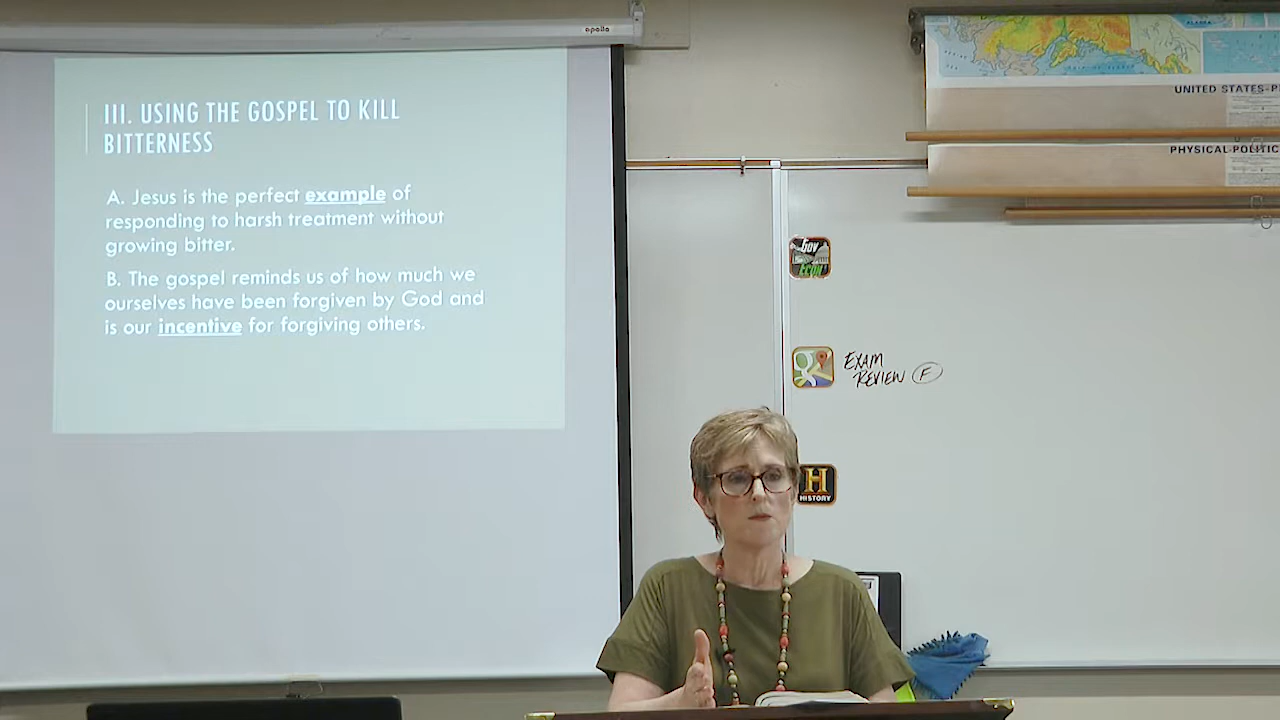 apollo
III. USING THE GOSPEL TO KILL
BITTERNESS
A. Jesus is the perfect example of
responding to harsh treatment without
growing bitter.
B. The gospel reminds us of how much we
ourselves have been forgiven by God and
is our incentive for forgiving others.
UNITED STATES-P
PHYSICAL-POLITIC
Gov
Econ
EXAM
REVIEW F
H
HISTORY